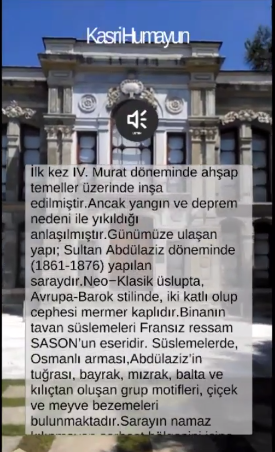 KasriHumayun
İlk kez IV. Murat döneminde ahşap
temeller üzerinde inşa
edilmiştir.Ancak yangın ve deprem
nedeni ile yıkıldığı
anlaşılmıştır.Günümüze ulaşan
yapı; Sultan Abdülaziz döneminde
(1861-1876) yapılan
saraydır.Neo−Klasik üslupta,
Avrupa-Barok stilinde, iki katlı olup
cephesi mermer kaplıdır.Binanın
tavan süslemeleri Fransız ressam
SASON'un eseridir. Süslemelerde,
Osmanlı arması,Abdülaziz'in
tuğrası, bayrak, mızrak, balta ve
kılıçtan oluşan grup motifleri, çiçek
ve meyve bezemeleri
bulunmaktadır.Sarayın namaz